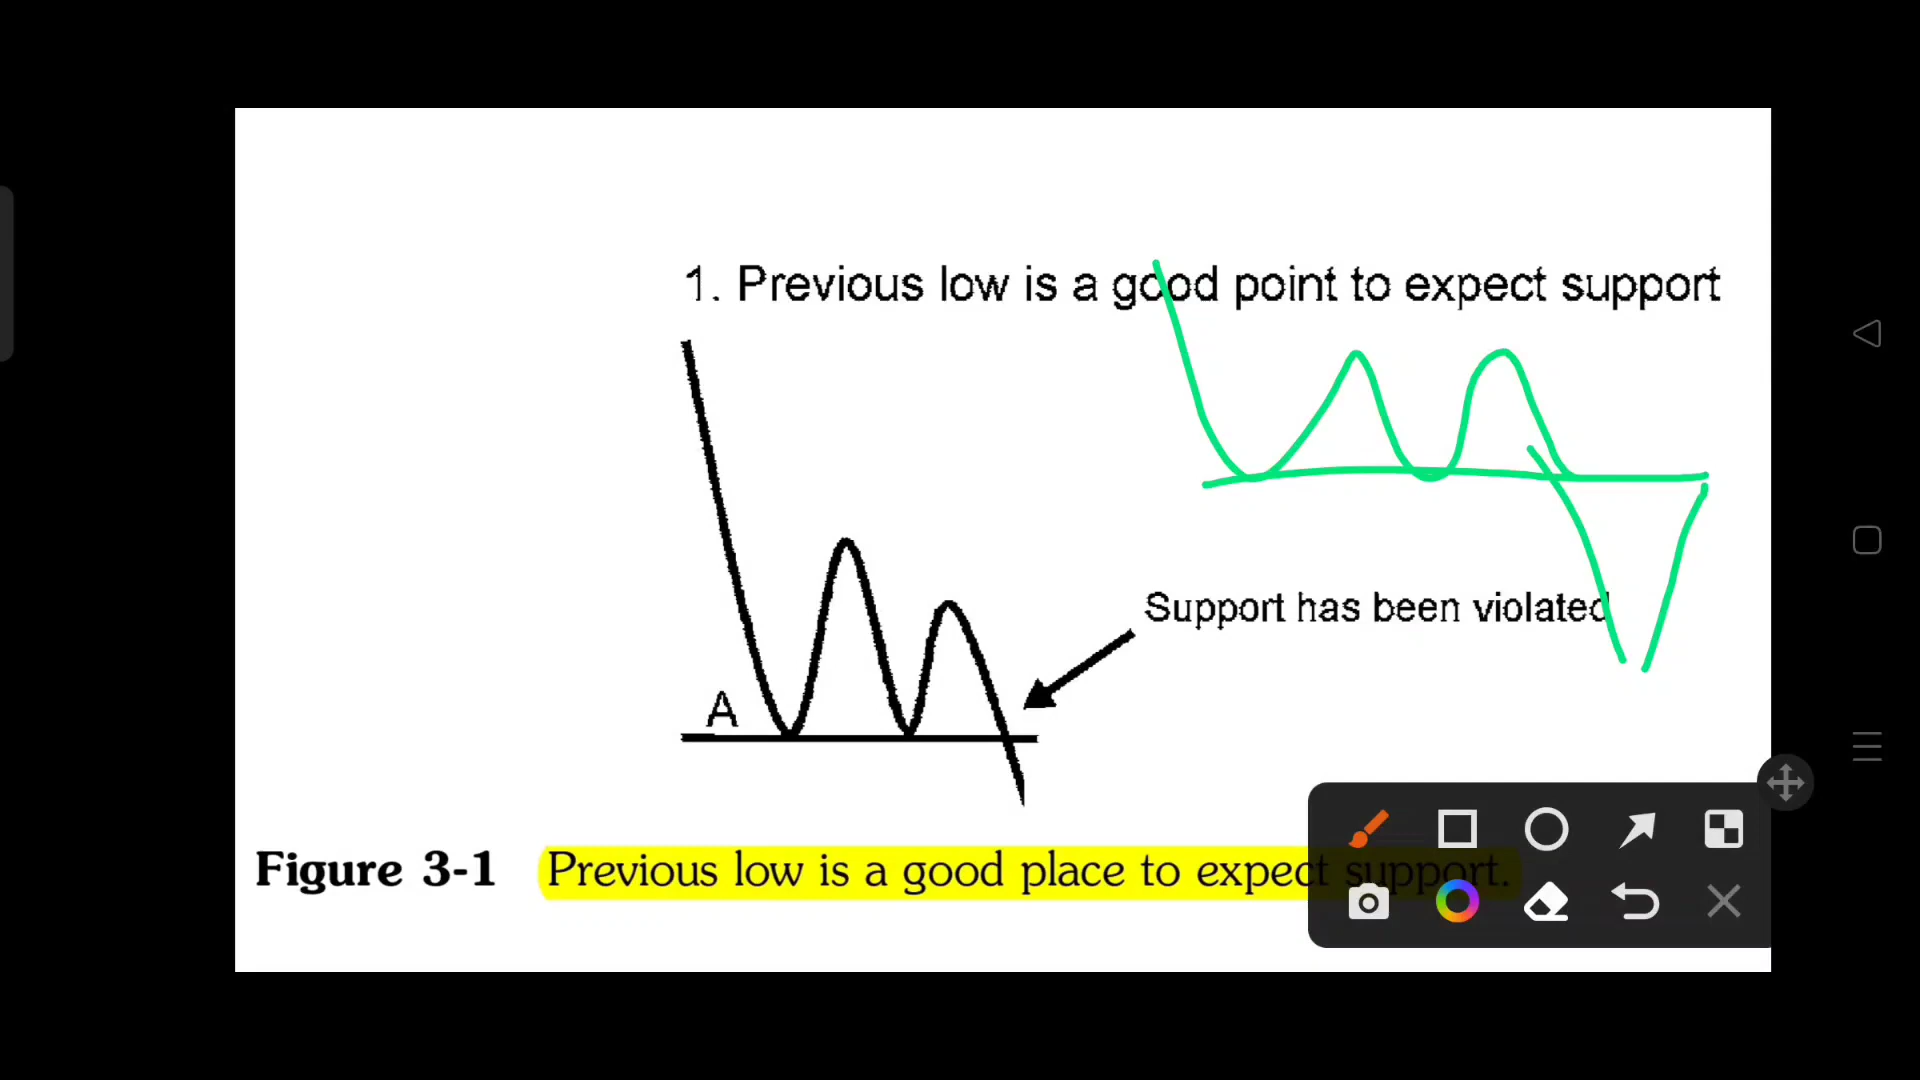 1. Previous low is a good point to expect support
Support has been violated
A
Figure 3-1 Previous low is a good place to expect support.